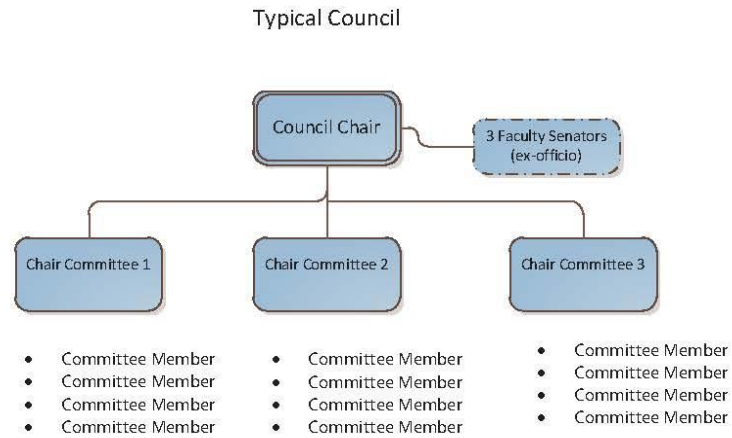 Typical Council
Council Chair
3 Faculty Senators
(ex-officio)
Chair Committee 1
Chair Committee 2
Chair Committee 3
• Committee Member
• Committee Member
• Committee Member
• Committee Member
• Committee Member
• Committee Member
• Committee Member
• Committee Member
• Committee Member
• Committee Member
• Committee Member
• Committee Member